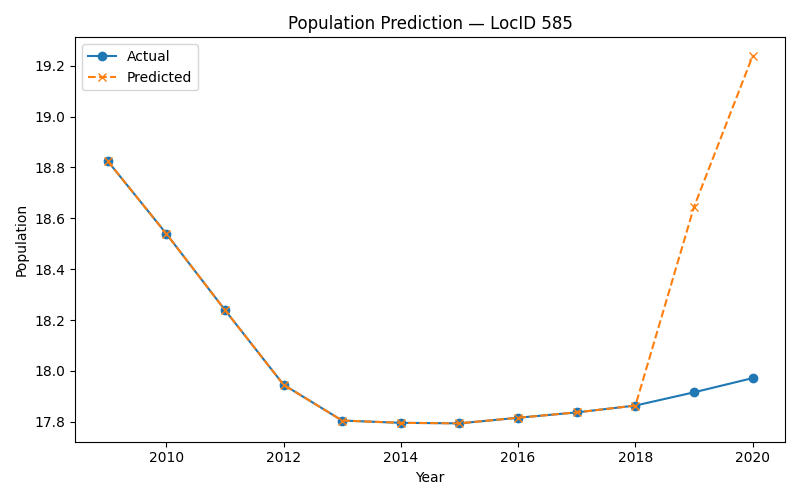 Population Prediction — LocID 585
Actual
Predicted
19.2
19.0
18.8
18.6
18.4
18.2
18.0
17.8
Population
2010
2012
2014
2016
2018
2020
Year